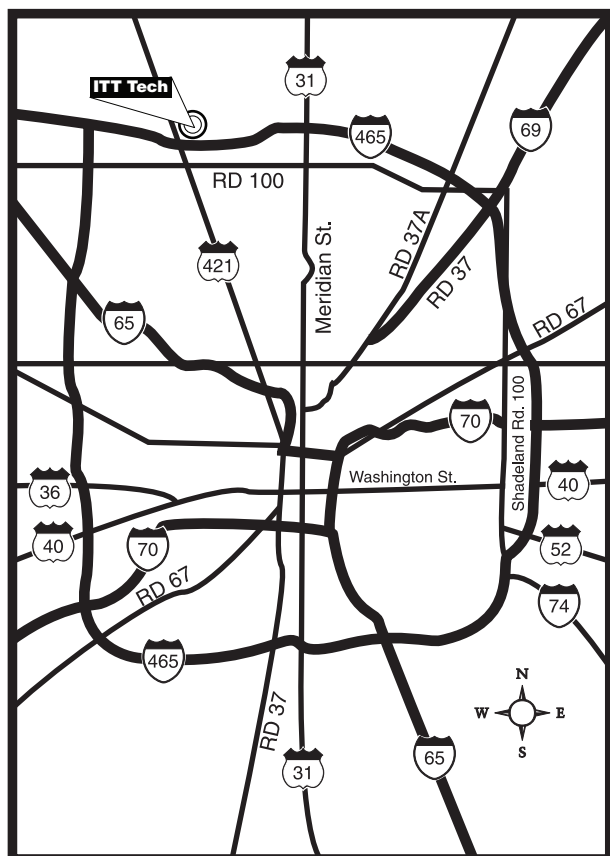 ITT Tech
31
465
69
RD 100
RD 37A
421
Meridian St.
RD 37
65
RD 67
70
Shadeland Rd. 100
Washington St.
36
40
40
70
52
RD 67
74
465
N
W
E
S
RD 37
31
65